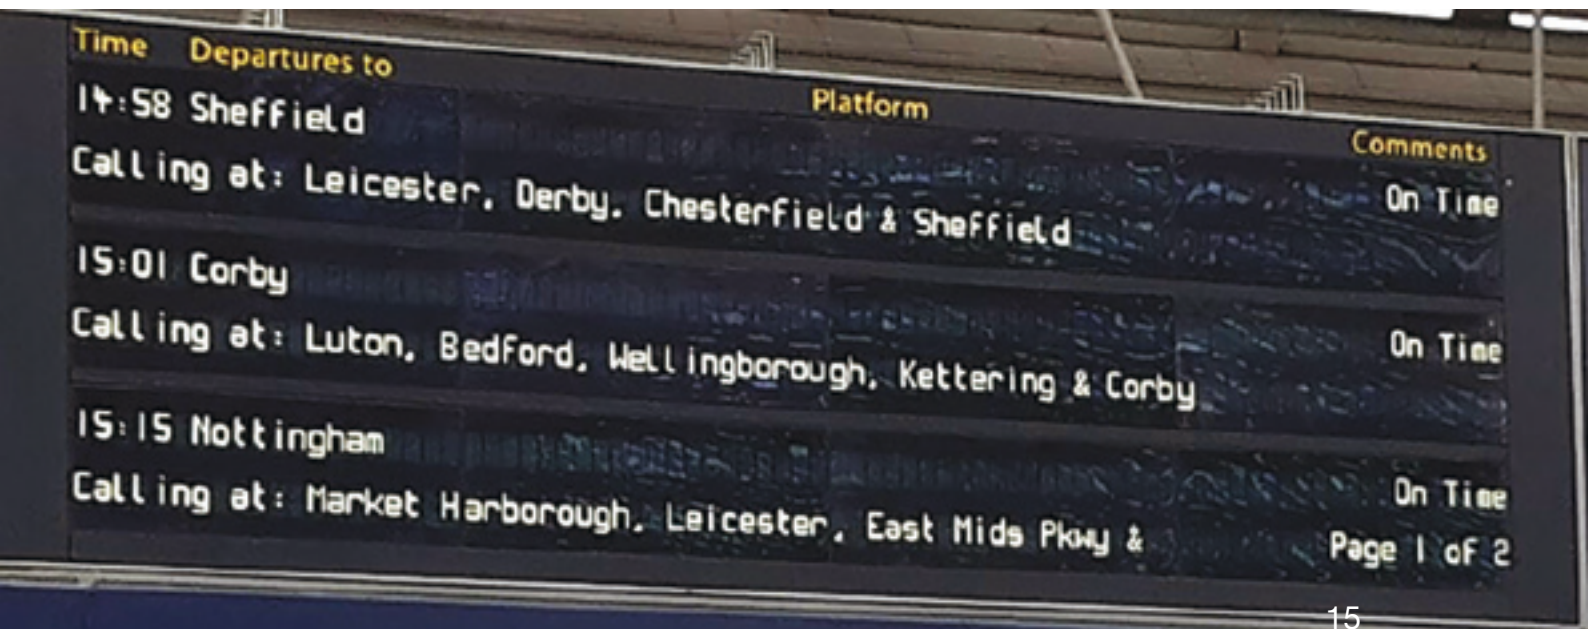 Time Departures to Platform Comments
14:58 Sheffield On Time
Calling at: Leicester, Derby, Chesterfield & Sheffield
15:01 Corby On Time
Calling at: Luton, Bedford, Wellingborough, Kettering & Corby
15:15 Nottingham On Time
Calling at: Market Harborough, Leicester, East Mids Pkwy & Page 1 of 2
15